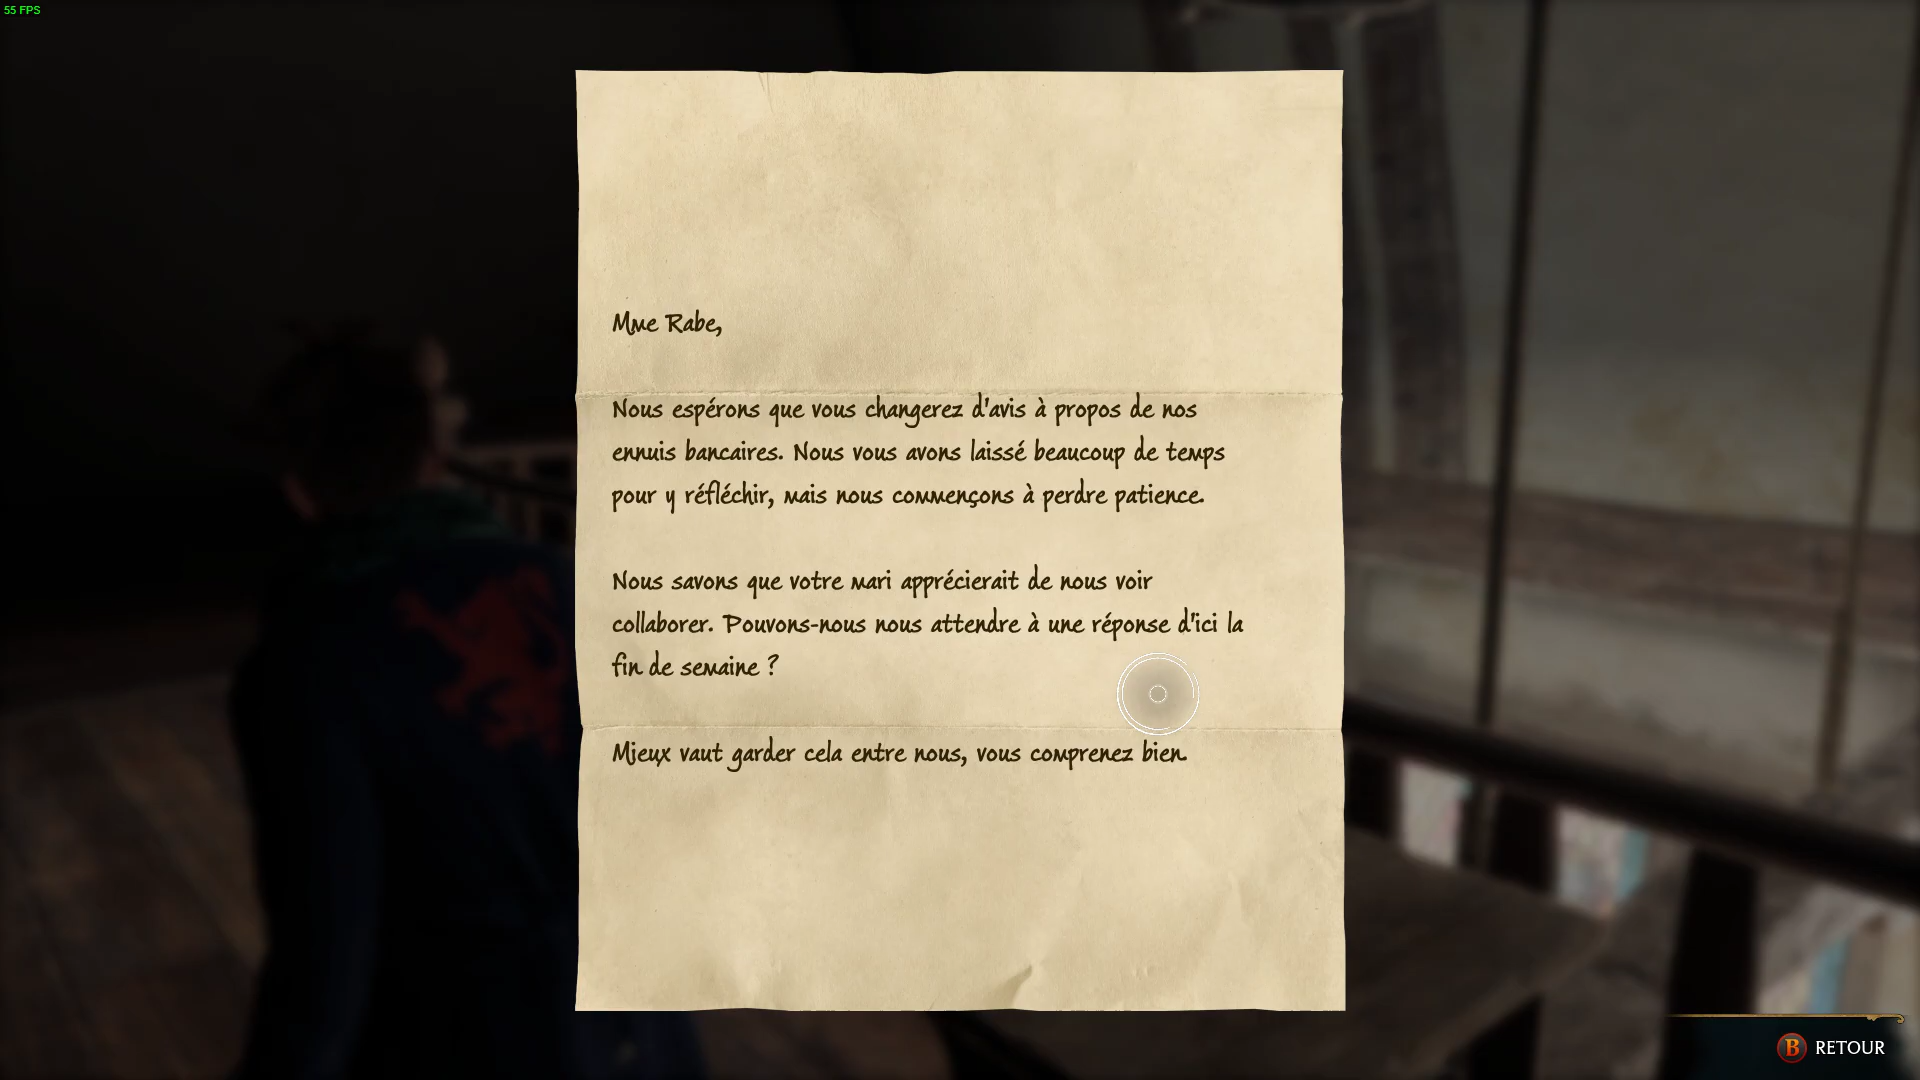 55 FPS
Mme Rabe,
Nous espérons que vous changerez d'avis à propos de nos
ennuis bancaires. Nous vous avons laissé beaucoup de temps
pour y réfléchir, mais nous commençons à perdre patience.
Nous savons que votre mari apprécierait de nous voir
collaborer. Pouvons-nous nous attendre à une réponse d'ici la
fin de semaine ?
Mieux vaut garder cela entre nous, vous comprenez bien.
B RETOUR